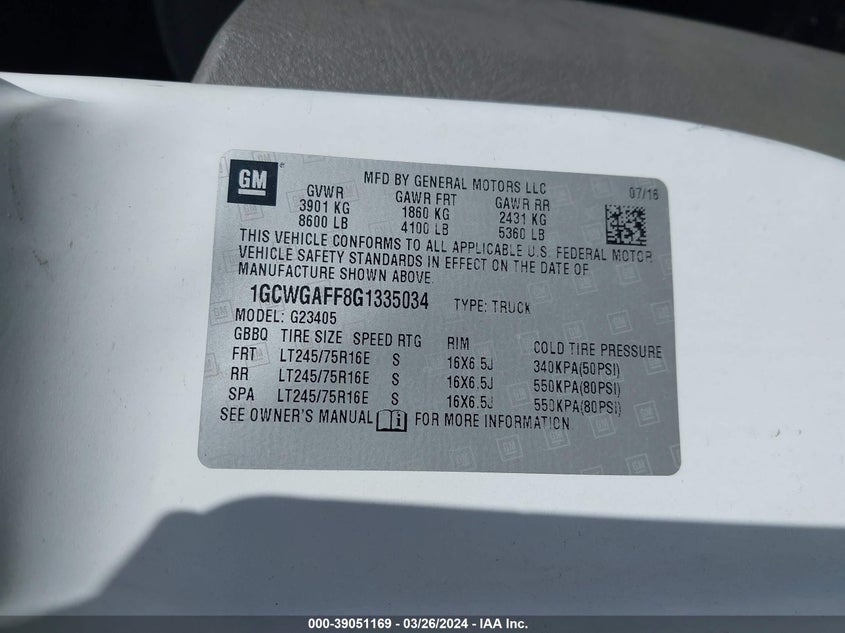 GM
MFD BY GENERAL MOTORS LLC 07/16
GVWR GAWR FRT GAWR RR
3901 KG 1860 KG 2431 KG
8600 LB 4100 LB 5360 LB
THIS VEHICLE CONFORMS TO ALL APPLICABLE U.S. FEDERAL MOTOR
VEHICLE SAFETY STANDARDS IN EFFECT ON THE DATE OF
MANUFACTURE SHOWN ABOVE.
1GCWGAFF8G1335034 TYPE: TRUCK
MODEL: G23405
GBBQ TIRE SIZE SPEED RTG RIM COLD TIRE PRESSURE
FRT LT245/75R16E S 16X6.5J 340KPA(50PSI)
RR LT245/75R16E S 16X6.5J 550KPA(80PSI)
SPA LT245/75R16E S 16X6.5J 550KPA(80PSI)
SEE OWNER'S MANUAL FOR MORE INFORMATION
000-39051169 | 03/26/2024 - IAA Inc.